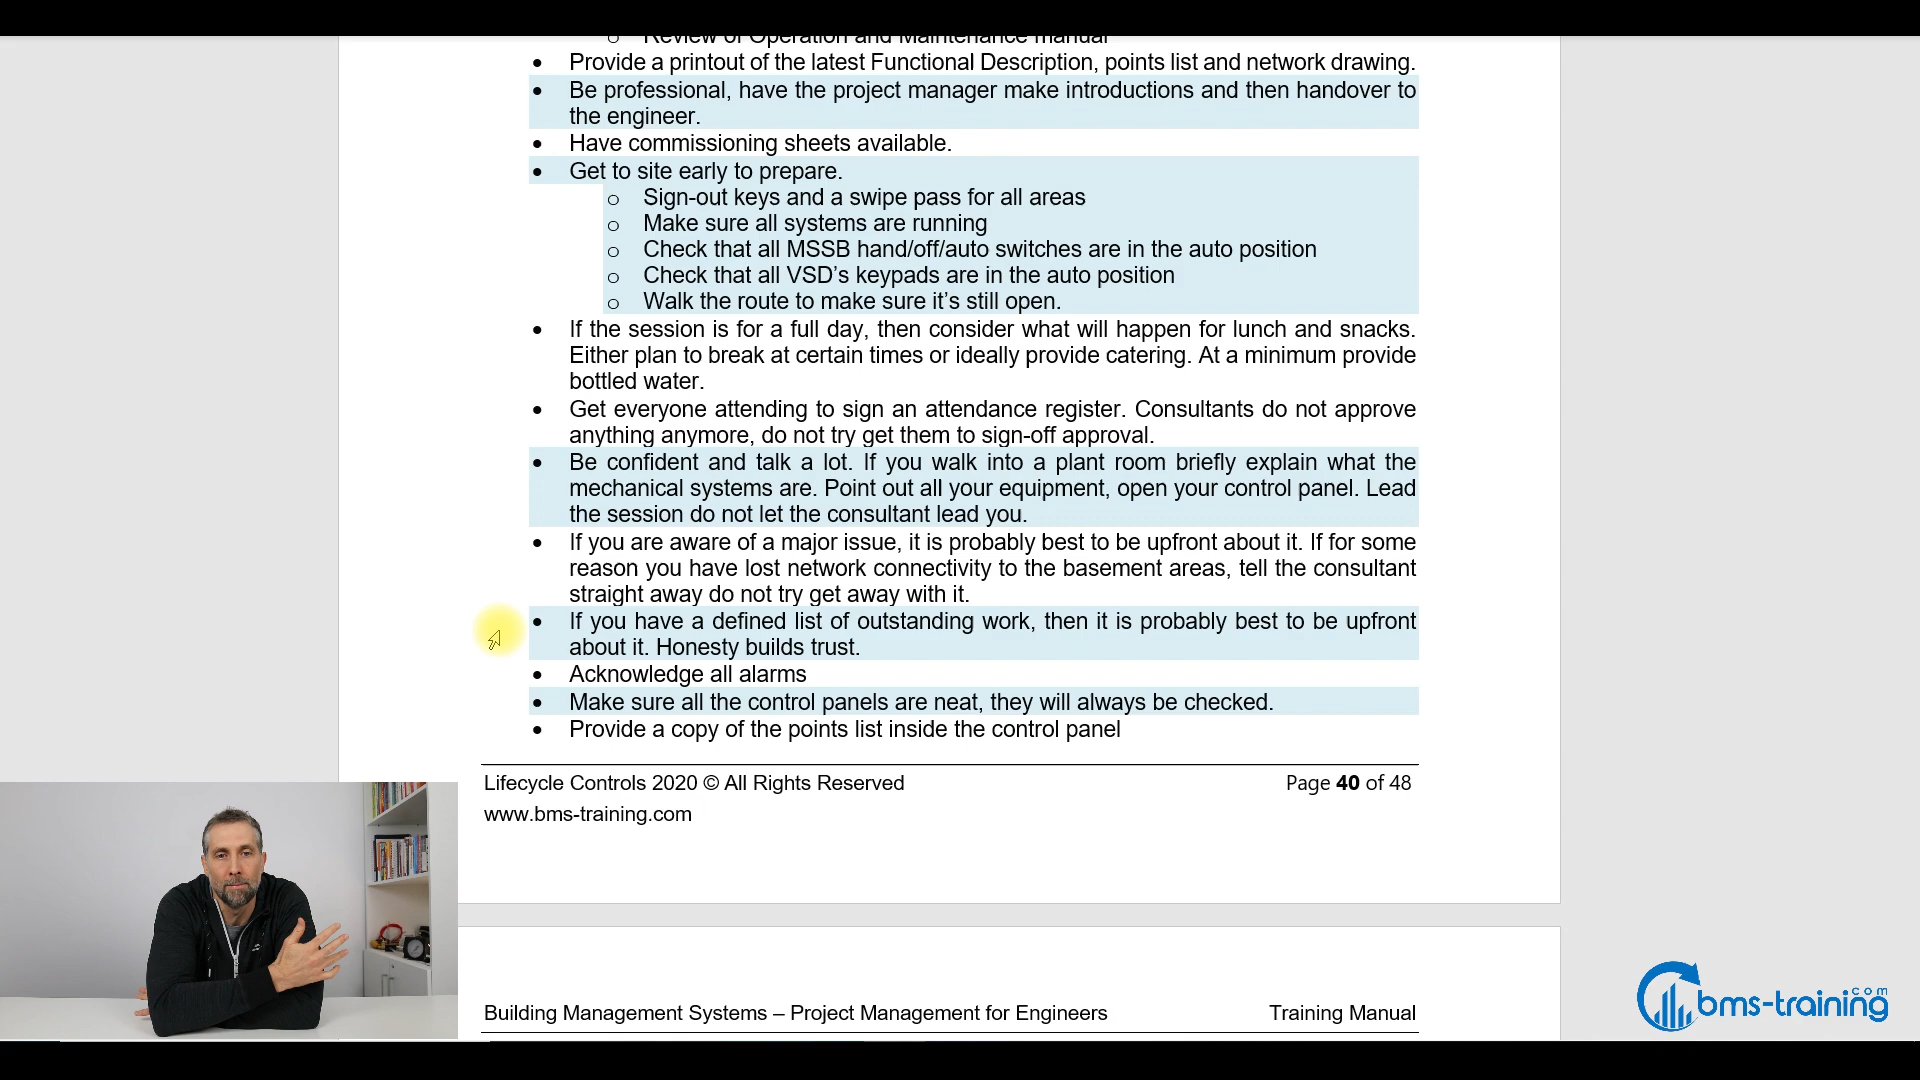 o Review of Operation and Maintenance manual
• Provide a printout of the latest Functional Description, points list and network drawing.
• Be professional, have the project manager make introductions and then handover to
the engineer.
• Have commissioning sheets available.
• Get to site early to prepare.
o Sign-out keys and a swipe pass for all areas
o Make sure all systems are running
o Check that all MSSB hand/off/auto switches are in the auto position
o Check that all VSD's keypads are in the auto position
o Walk the route to make sure it's still open.
• If the session is for a full day, then consider what will happen for lunch and snacks.
Either plan to break at certain times or ideally provide catering. At a minimum provide
bottled water.
• Get everyone attending to sign an attendance register. Consultants do not approve
anything anymore, do not try get them to sign-off approval.
• Be confident and talk a lot. If you walk into a plant room briefly explain what the
mechanical systems are. Point out all your equipment, open your control panel. Lead
the session do not let the consultant lead you.
• If you are aware of a major issue, it is probably best to be upfront about it. If for some
reason you have lost network connectivity to the basement areas, tell the consultant
straight away do not try get away with it.
• If you have a defined list of outstanding work, then it is probably best to be upfront
about it. Honesty builds trust.
• Acknowledge all alarms
• Make sure all the control panels are neat, they will always be checked.
• Provide a copy of the points list inside the control panel
Lifecycle Controls 2020 © All Rights Reserved Page 40 of 48
www.bms-training.com
Building Management Systems – Project Management for Engineers Training Manual
bms-training.com